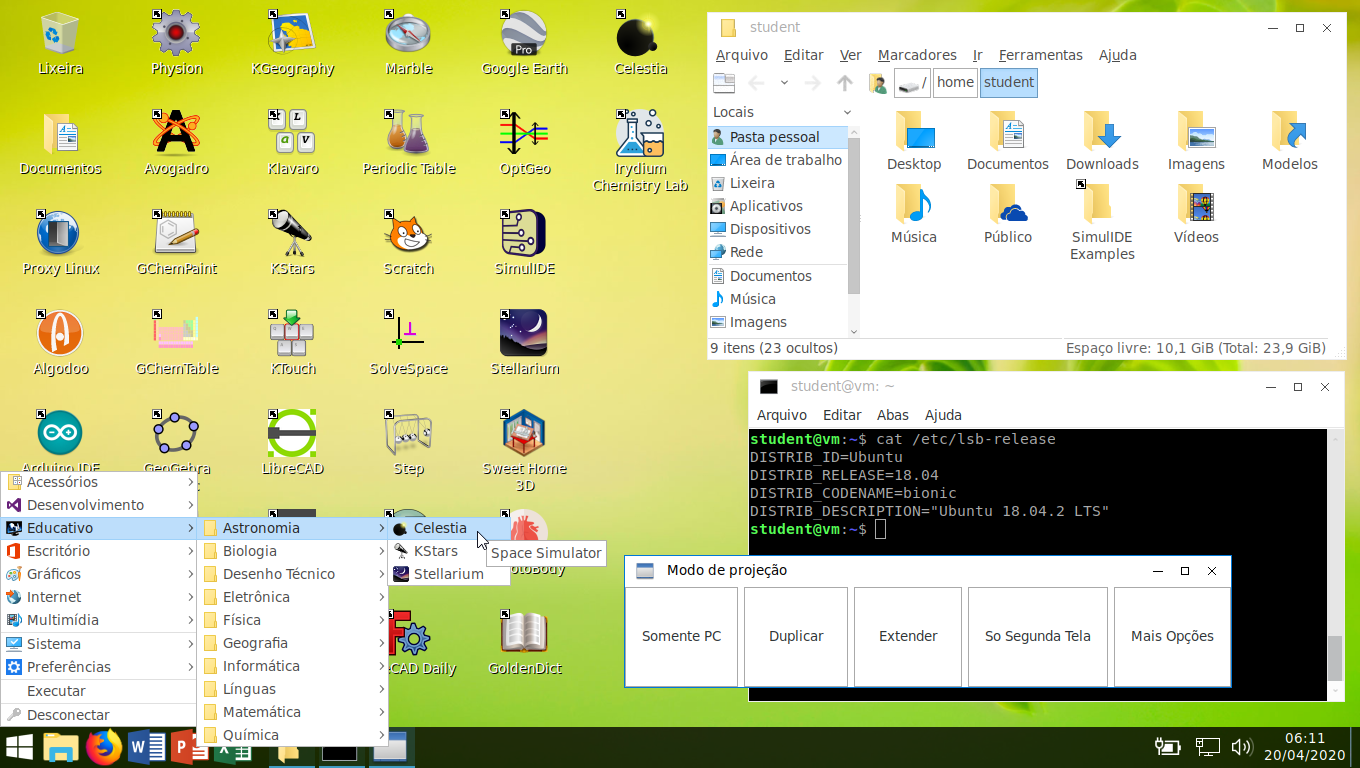 Lixeira
Physion
KGeography
Marble
Pro
Google Earth
Celestia
Documentos
Avogadro
L
a v
Klavaro
Periodic Table
OptGeo
Irydium
Chemistry Lab
Proxy Linux
GChemPaint
KStars
Scratch
SimulIDE
Algodoo
GChemTable
KTouch
SolveSpace
Stellarium
Arduino IDE
GeoGebra
LibreCAD
Step
Sweet Home
3D
GoldenDict
student
Arquivo Editar Ver Marcadores Ir Ferramentas Ajuda
/ home student
Locais
Pasta pessoal
Área de trabalho
Lixeira
Aplicativos
Dispositivos
Rede
Documentos
Música
Imagens
Desktop
Documentos
Downloads
Imagens
Modelos
Música
Público
SimulIDE
Examples
Vídeos
9 itens (23 ocultos)
Espaço livre: 10,1 GiB (Total: 23,9 GiB)
student@vm: ~
Arquivo Editar Abas Ajuda
student@vm:~$ cat /etc/lsb-release
DISTRIB_ID=Ubuntu
DISTRIB_RELEASE=18.04
DISTRIB_CODENAME=bionic
DISTRIB_DESCRIPTION="Ubuntu 18.04.2 LTS"
student@vm:~$
Modo de projeção
Somente PC
Duplicar
Extender
So Segunda Tela
Mais Opções
Acessórios
Desenvolvimento
Educativo
Escritório
Gráficos
Internet
Multimídia
Sistema
Preferências
Executar
Desconectar
Astronomia
Biologia
Desenho Técnico
Eletrônica
Física
Geografia
Informática
Línguas
Matemática
Química
Celestia
KStars
Stellarium
Space Simulator
CAD Daily
06:11
20/04/2020